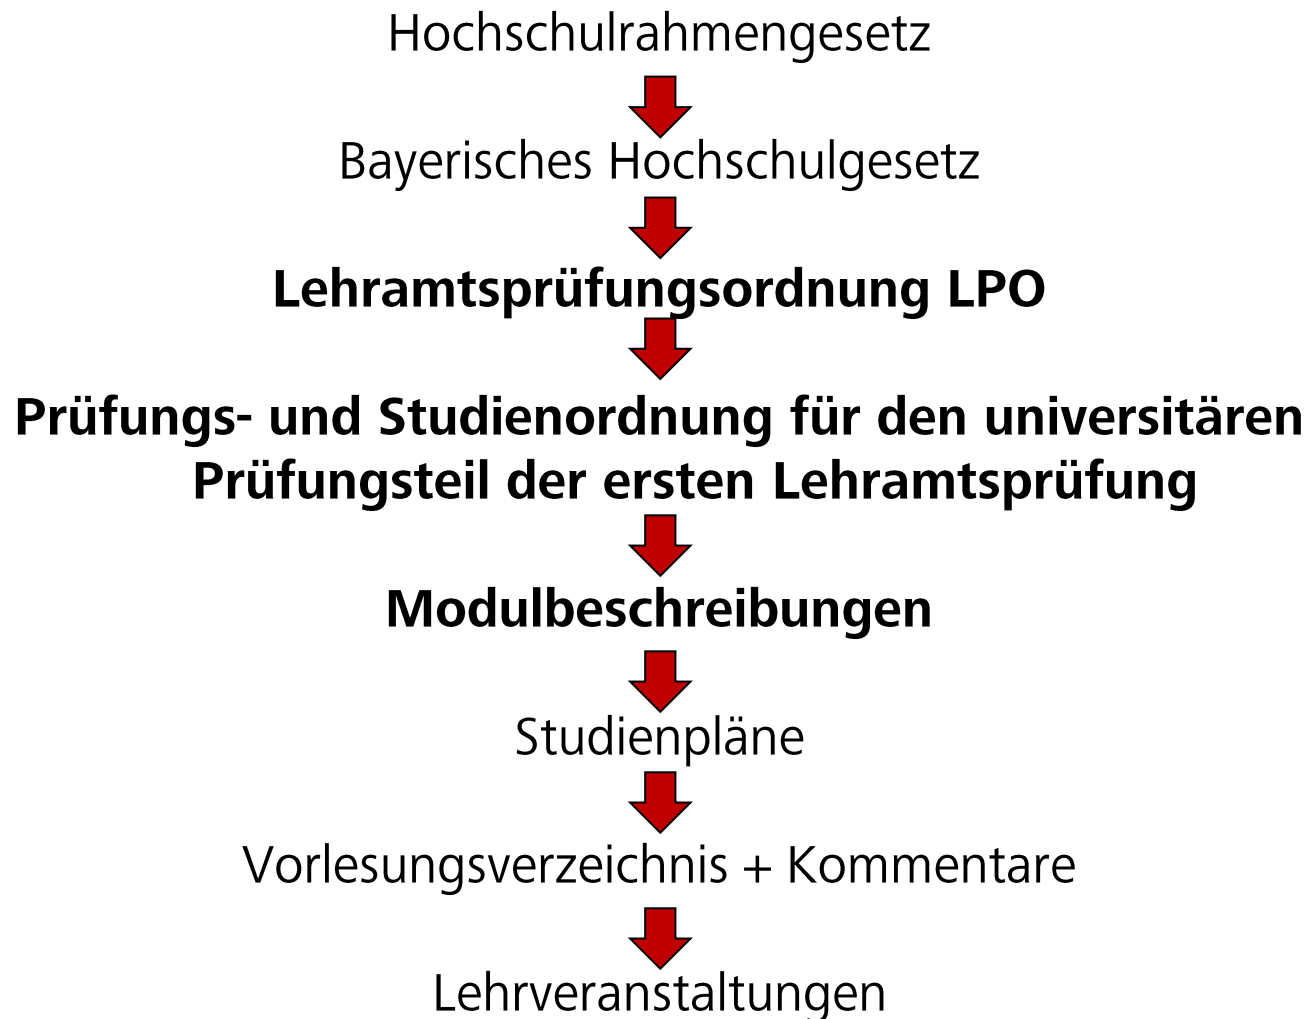 Hochschulrahmengesetz
Bayerisches Hochschulgesetz
Lehramtsprüfungsordnung LPO
Prüfungs- und Studienordnung für den universitären
Prüfungsteil der ersten Lehramtsprüfung
Modulbeschreibungen
Studienpläne
Vorlesungsverzeichnis + Kommentare
Lehrveranstaltungen